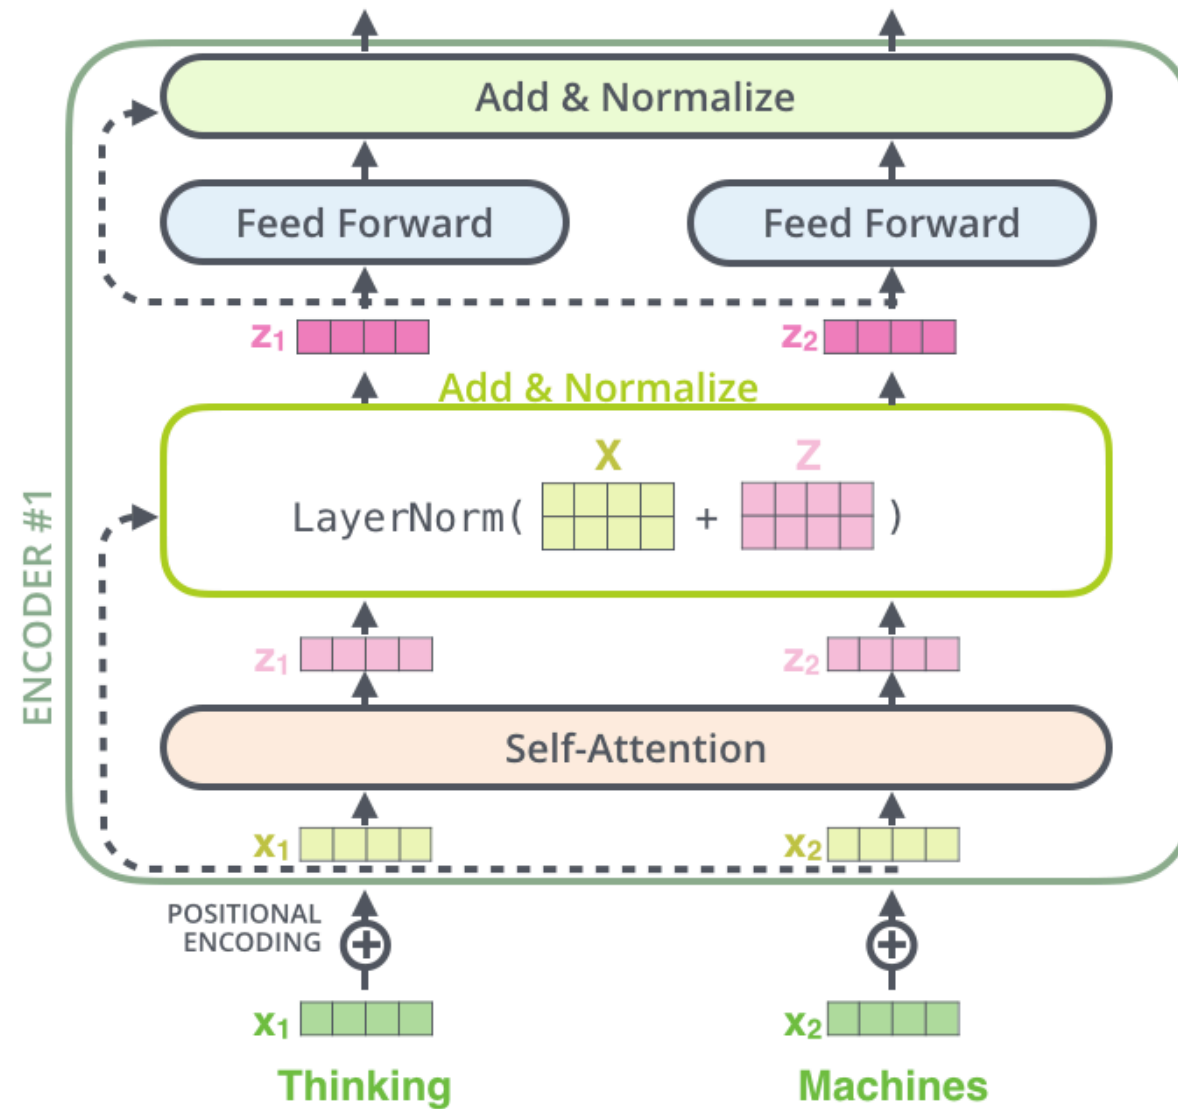 Add & Normalize
Feed Forward Feed Forward
z1 z2
Add & Normalize
X Z
LayerNorm( + )
ENCODER #1
z1 z2
Self-Attention
x1 x2
POSITIONAL
ENCODING
x1 x2
Thinking Machines